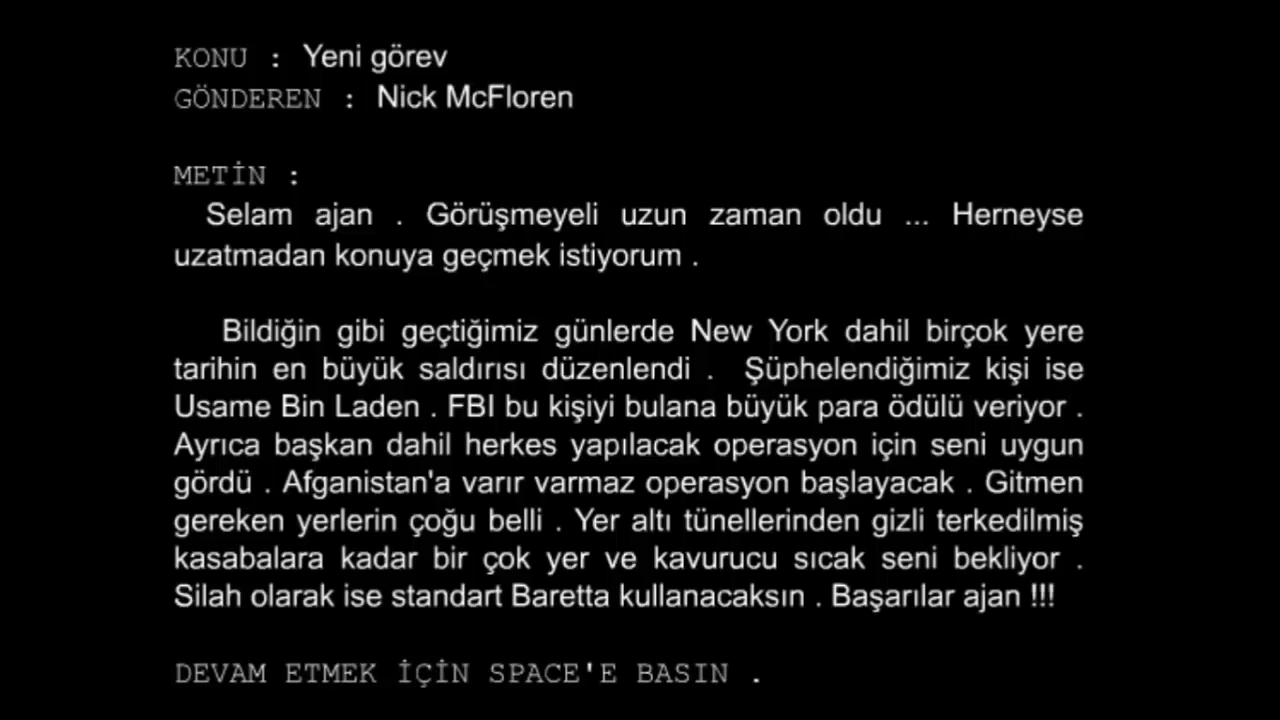 KONU : Yeni görev
GÖNDEREN : Nick McFloren
METİN :
Selam ajan . Görüşmeyeli uzun zaman oldu ... Herneyse
uzatmadan konuya geçmek istiyorum .
Bildiğin gibi geçtiğimiz günlerde New York dahil birçok yere
tarihin en büyük saldırısı düzenlendi . Şüphelendiğimiz kişi ise
Usame Bin Laden . FBI bu kişiyi bulana büyük para ödülü veriyor .
Ayrıca başkan dahil herkes yapılacak operasyon için seni uygun
gördü . Afganistan'a varır varmaz operasyon başlayacak . Gitmen
gereken yerlerin çoğu belli . Yer altı tünellerinden gizli terkedilmiş
kasabalara kadar bir çok yer ve kavurucu sıcak seni bekliyor .
Silah olarak ise standart Baretta kullanacaksın . Başarılar ajan !!!
DEVAM ETMEK İÇİN SPACE'E BASIN .